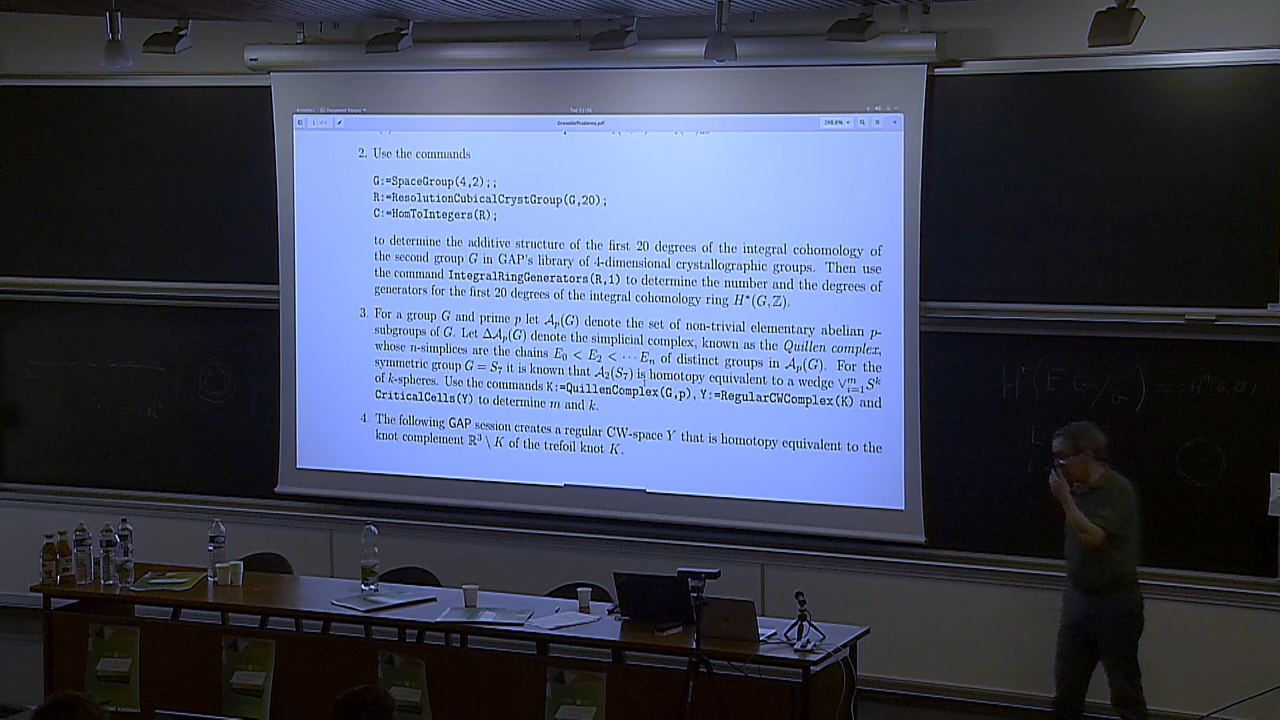 GrenobleProblems.pdf
2. Use the commands
G:=SpaceGroup(4,2);;
R:=ResolutionCubicalCrystGroup(G,20);
C:=HomToIntegers(R);
to determine the additive structure of the first 20 degrees of the integral cohomology of
the second group G in GAP's library of 4-dimensional crystallographic groups. Then use
the command IntegralRingGenerators(R,1) to determine the number and the degrees of
generators for the first 20 degrees of the integral cohomology ring H*(G,ℤ).
3. For a group G and prime p let 𝒜ₚ(G) denote the set of non-trivial elementary abelian p-
subgroups of G. Let Δ𝒜ₚ(G) denote the simplicial complex, known as the Quillen complex,
whose n-simplices are the chains E₀ < E₂ < ⋯ Eₙ of distinct groups in 𝒜ₚ(G). For the
symmetric group G = S₇ it is known that 𝒜₂(S₇) is homotopy equivalent to a wedge ∨ᵢ₌₁ᵐ Sᵏ
of k-spheres. Use the commands K:=QuillenComplex(G,p), Y:=RegularCWComplex(K) and
CriticalCells(Y) to determine m and k.
4. The following GAP session creates a regular CW-space Y that is homotopy equivalent to the
knot complement ℝ³ \ K of the trefoil knot K.